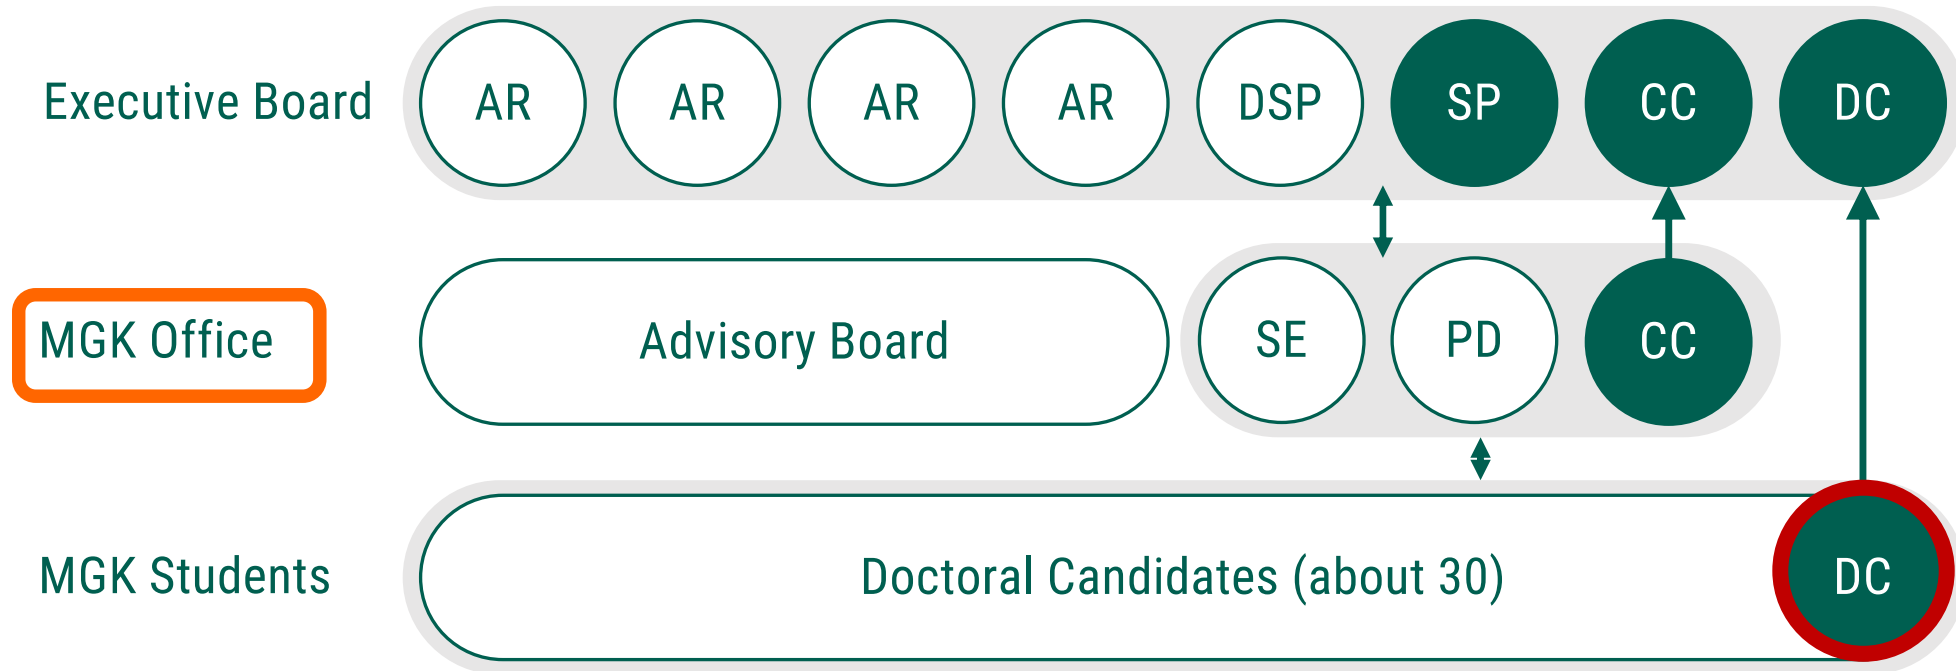 Executive Board
AR
AR
AR
AR
DSP
SP
CC
DC
MGK Office
Advisory Board
SE
PD
CC
MGK Students
Doctoral Candidates (about 30)
DC